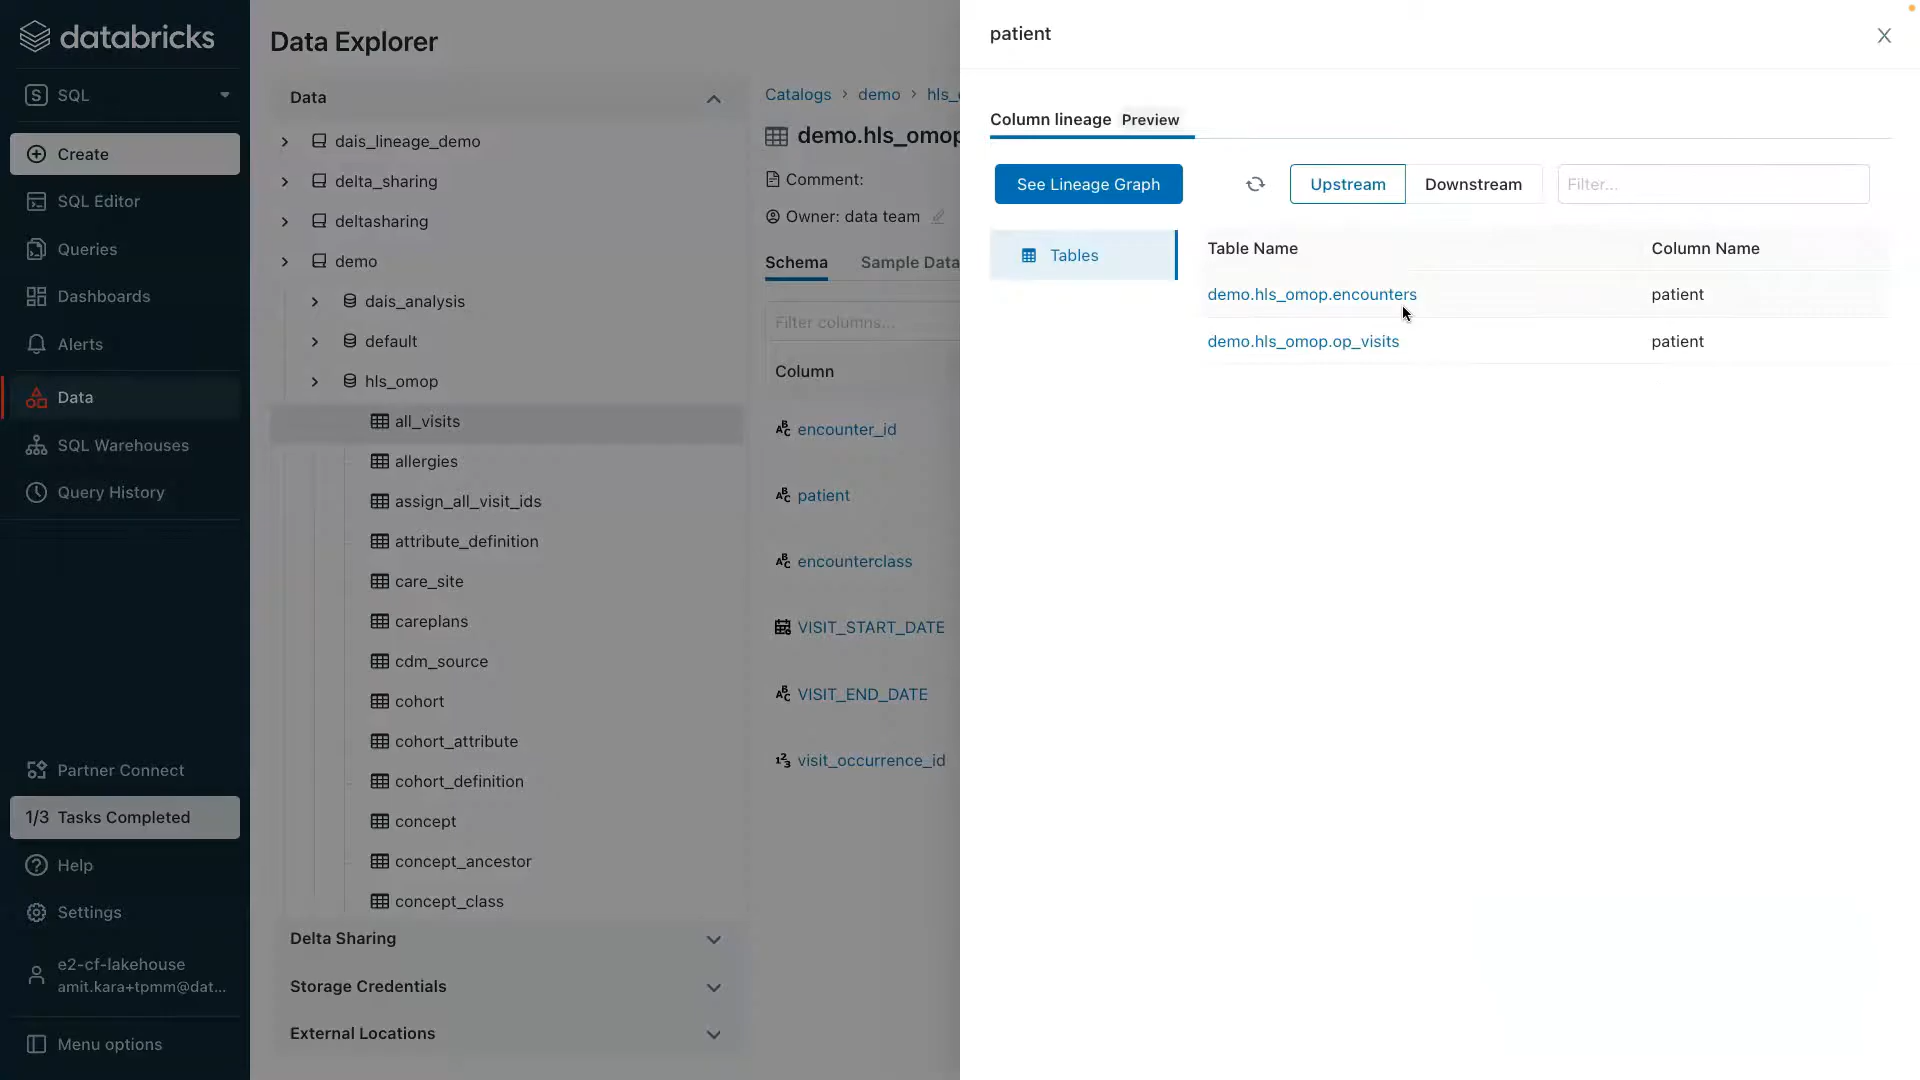 databricks
S SQL
Create
SQL Editor
Queries
Dashboards
Alerts
Data
SQL Warehouses
Query History
Partner Connect
1/3 Tasks Completed
Help
Settings
e2-cf-lakehouse
amit.kara+tpmm@dat...
Menu options
Data Explorer
Data
dais_lineage_demo
delta_sharing
deltasharing
demo
dais_analysis
default
hls_omop
all_visits
allergies
assign_all_visit_ids
attribute_definition
care_site
careplans
cdm_source
cohort
cohort_attribute
cohort_definition
concept
concept_ancestor
concept_class
Delta Sharing
Storage Credentials
External Locations
Catalogs > demo > hls_
demo.hls_omop
Comment:
Owner: data team
Schema Sample Data
Filter columns...
Column
encounter_id
patient
encounterclass
VISIT_START_DATE
VISIT_END_DATE
visit_occurrence_id
patient
Column lineage Preview
See Lineage Graph Upstream Downstream Filter...
Tables
Table Name Column Name
demo.hls_omop.encounters patient
demo.hls_omop.op_visits patient